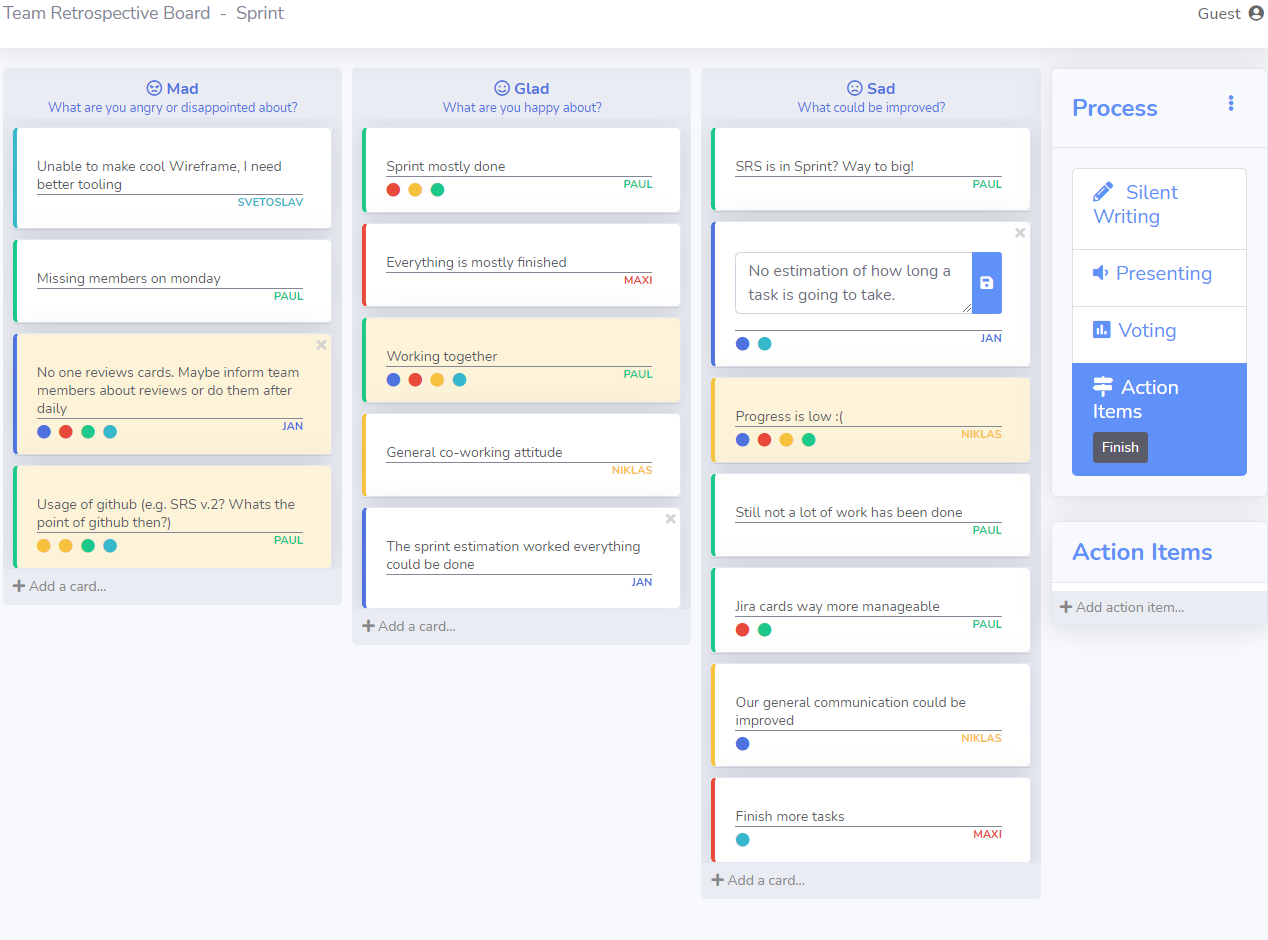 Team Retrospective Board - Sprint
Guest
Mad
What are you angry or disappointed about?
Unable to make cool Wireframe, I need
better tooling
SVETOSLAV
Missing members on monday
PAUL
No one reviews cards. Maybe inform team
members about reviews or do them after
daily
JAN
Usage of github (e.g. SRS v.2? Whats the
point of github then?)
PAUL
Add a card...
Glad
What are you happy about?
Sprint mostly done
PAUL
Everything is mostly finished
MAXI
Working together
PAUL
General co-working attitude
NIKLAS
The sprint estimation worked everything
could be done
JAN
Add a card...
Sad
What could be improved?
SRS is in Sprint? Way to big!
PAUL
No estimation of how long a
task is going to take.
JAN
Progress is low :(
NIKLAS
Still not a lot of work has been done
PAUL
Jira cards way more manageable
PAUL
Our general communication could be
improved
NIKLAS
Finish more tasks
MAXI
Add a card...
Process
Silent
Writing
Presenting
Voting
Action
Items
Finish
Action Items
Add action item...